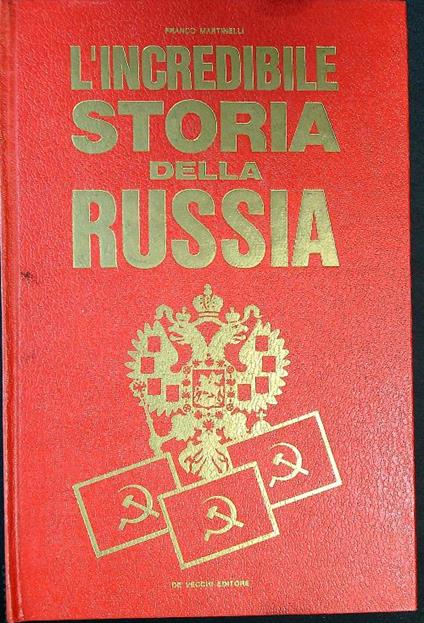 FRANCO MARTINELLI
L'INCREDIBILE
STORIA
DELLA
RUSSIA
DE VECCHI EDITORE